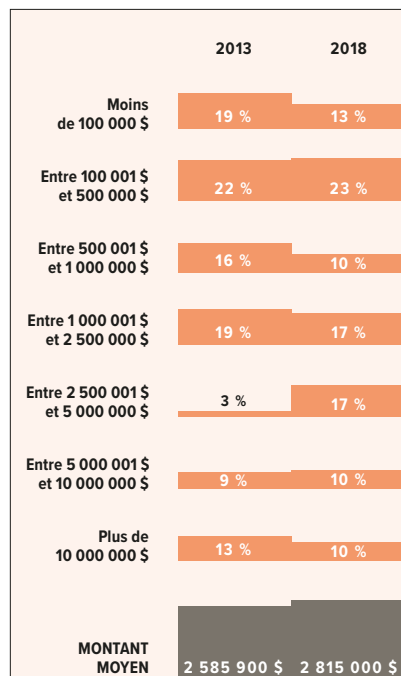 2013 2018
Moins
de 100 000 $
19 % 13 %
Entre 100 001 $
et 500 000 $
22 % 23 %
Entre 500 001 $
et 1 000 000 $
16 % 10 %
Entre 1 000 001 $
et 2 500 000 $
19 % 17 %
Entre 2 500 001 $
et 5 000 000 $
3 % 17 %
Entre 5 000 001 $
et 10 000 000 $
9 % 10 %
Plus de
10 000 000 $
13 % 10 %
MONTANT
MOYEN
2 585 900 $ 2 815 000 $